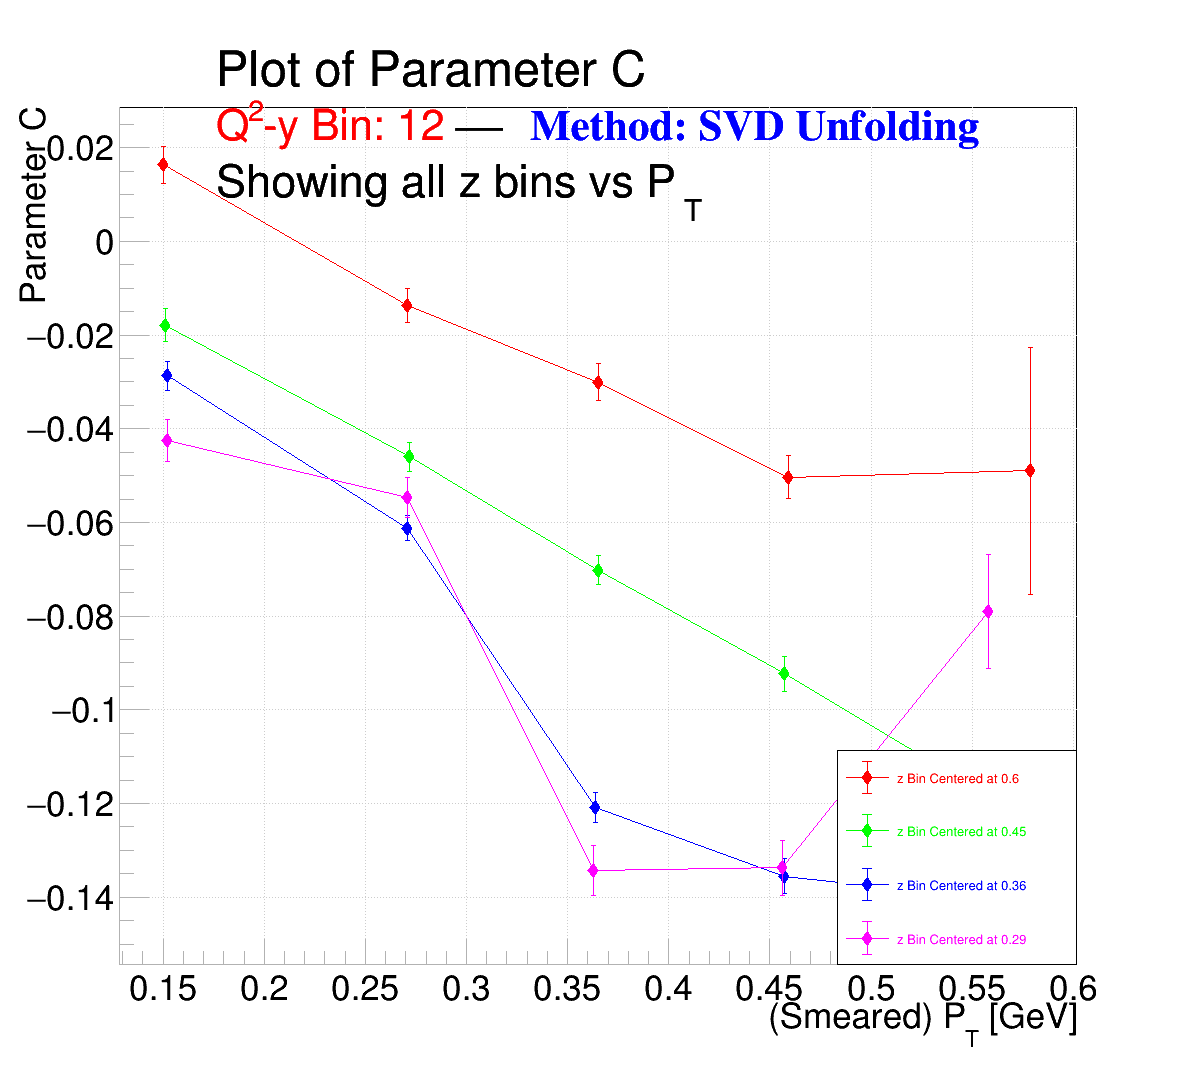 Plot of Parameter C
Q²-y Bin: 12 — Method: SVD Unfolding
Showing all z bins vs P_T
Parameter C
0.02
0
−0.02
−0.04
−0.06
−0.08
−0.1
−0.12
−0.14
z Bin Centered at 0.6
z Bin Centered at 0.45
z Bin Centered at 0.36
z Bin Centered at 0.29
0.15 0.2 0.25 0.3 0.35 0.4 0.45 0.5 0.55 0.6
(Smeared) P_T [GeV]